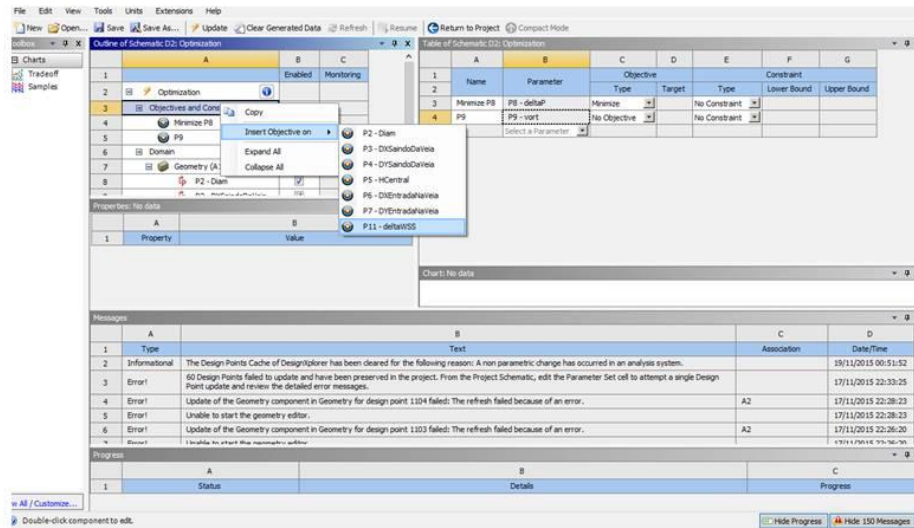 File Edit View Tools Units Extensions Help
New Open... Save Save As... Update Clear Generated Data Refresh Resume Return to Project Compact Mode
Outline of Schematic D2: Optimization
A B C
1 Enabled Monitoring
2 Optimization
3 Objectives and Cons
4 Minimize P8
5 P9
6 Domain
7 Geometry (A
8 P2 - Diam
Copy
Insert Objective on
Expand All
Collapse All
P2 - Diam
P3 - DXSaindoDaVeia
P4 - DYSaindoDaVeia
P5 - HCentral
P6 - DXEntradaNaVeia
P7 - DYEntradaNaVeia
P11 - deltaWSS
Charts
Tradeoff
Samples
Table of Schematic D2: Optimization
A B C D E F G
1 Name Parameter Objective Constraint
2 Type Target Type Lower Bound Upper Bound
3 Minimize P8 P8 - deltaP Minimize No Constraint
4 P9 P9 - vort No Objective No Constraint
Select a Parameter
Properties: No data
A B
1 Property Value
Chart: No data
Messages
A B C D
1 Type Text Association Date/Time
2 Informational The Design Points Cache of DesignXplorer has been cleared for the following reason: A non parametric change has occurred in an analysis system. 19/11/2015 00:51:52
3 Error! 60 Design Points failed to update and have been preserved in the project. From the Project Schematic, edit the Parameter Set cell to attempt a single Design
Point update and review the detailed error messages. 17/11/2015 22:33:25
4 Error! Update of the Geometry component in Geometry for design point 1104 failed: The refresh failed because of an error. A2 17/11/2015 22:28:23
5 Error! Unable to start the geometry editor. 17/11/2015 22:28:23
6 Error! Update of the Geometry component in Geometry for design point 1103 failed: The refresh failed because of an error. A2 17/11/2015 22:26:20
7 Error! Unable to start the geometry editor. 17/11/2015 22:26:20
Progress
A B C
1 Status Details Progress
w All / Customize...
Double-click component to edit.
Hide Progress Hide 150 Messages